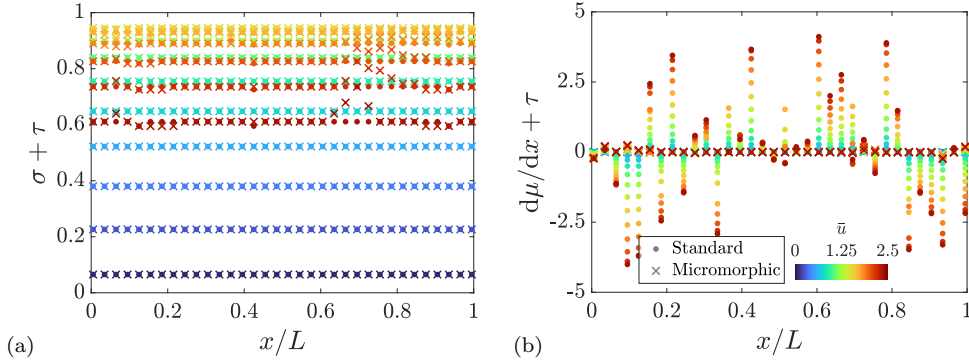 1
0.8
0.6
0.4
0.2
0
σ + τ
0 0.2 0.4 0.6 0.8 1
x/L
(a)
5
2.5
0
-2.5
-5
dμ/dx + τ
Standard
Micromorphic
ū
0 1.25 2.5
0 0.2 0.4 0.6 0.8 1
x/L
(b)